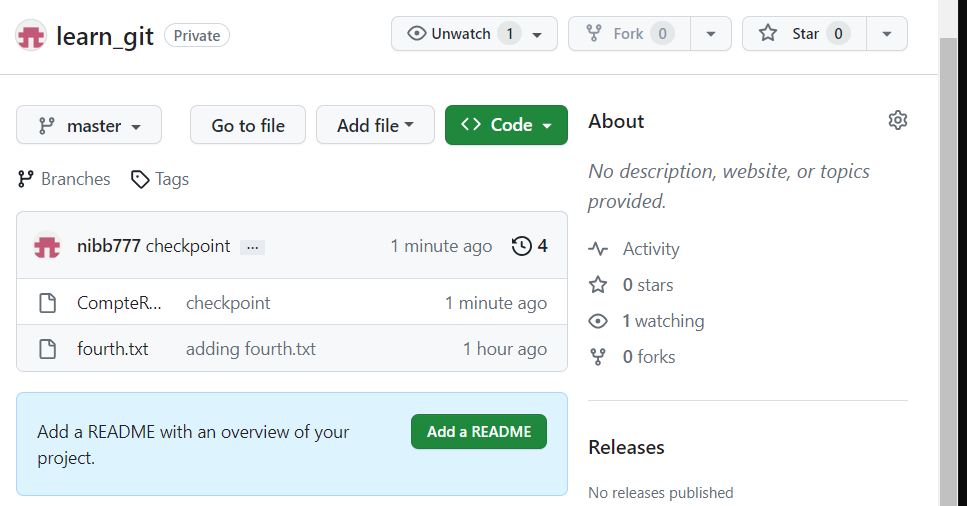 learn_git Private Unwatch 1 Fork 0 Star 0
master Go to file Add file Code
Branches Tags
nibb777 checkpoint ... 1 minute ago 4
CompteR... checkpoint 1 minute ago
fourth.txt adding fourth.txt 1 hour ago
Add a README with an overview of your
project.
Add a README
About
No description, website, or topics
provided.
Activity
0 stars
1 watching
0 forks
Releases
No releases published